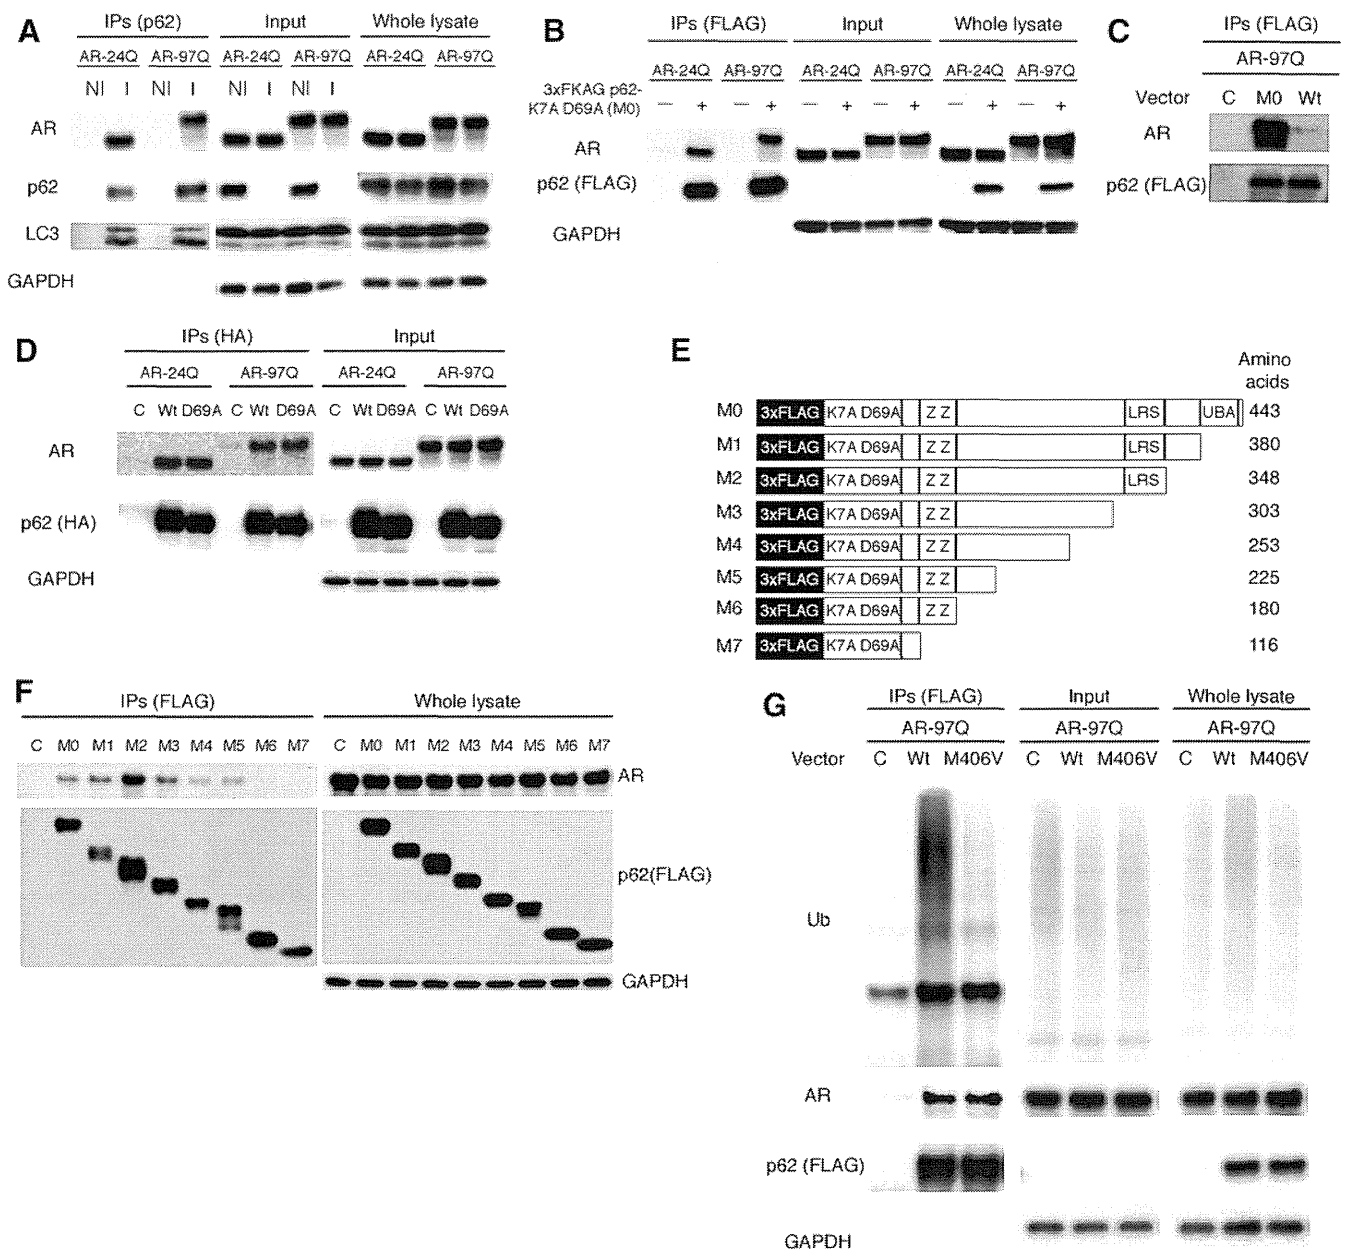 A
IPs (p62) Input Whole lysate
AR-24Q AR-97Q AR-24Q AR-97Q AR-24Q AR-97Q
NI I NI I NI I NI I
AR
p62
LC3
GAPDH
B
IPs (FLAG) Input Whole lysate
AR-24Q AR-97Q AR-24Q AR-97Q AR-24Q AR-97Q
3xFKAG p62-
K7A D69A (M0) — + — + — + — + — + — +
AR
p62 (FLAG)
GAPDH
C
IPs (FLAG)
AR-97Q
Vector C M0 Wt
AR
p62 (FLAG)
D
IPs (HA) Input
AR-24Q AR-97Q AR-24Q AR-97Q
C Wt D69A C Wt D69A C Wt D69A C Wt D69A
AR
p62 (HA)
GAPDH
E
Amino
acids
M0 3xFLAG K7A D69A Z Z LRS UBA 443
M1 3xFLAG K7A D69A Z Z LRS 380
M2 3xFLAG K7A D69A Z Z LRS 348
M3 3xFLAG K7A D69A Z Z 303
M4 3xFLAG K7A D69A Z Z 253
M5 3xFLAG K7A D69A Z Z 225
M6 3xFLAG K7A D69A Z Z 180
M7 3xFLAG K7A D69A 116
F
IPs (FLAG) Whole lysate
C M0 M1 M2 M3 M4 M5 M6 M7 C M0 M1 M2 M3 M4 M5 M6 M7
AR
p62(FLAG)
GAPDH
G
IPs (FLAG) Input Whole lysate
AR-97Q AR-97Q AR-97Q
Vector C Wt M406V C Wt M406V C Wt M406V
Ub
AR
p62 (FLAG)
GAPDH